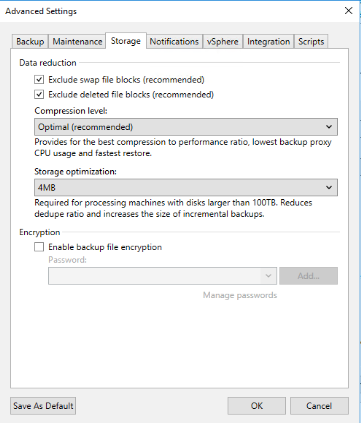 Advanced Settings
Backup Maintenance Storage Notifications vSphere Integration Scripts
Data reduction
Exclude swap file blocks (recommended)
Exclude deleted file blocks (recommended)
Compression level:
Optimal (recommended)
Provides for the best compression to performance ratio, lowest backup proxy
CPU usage and fastest restore.
Storage optimization:
4MB
Required for processing machines with disks larger than 100TB. Reduces
dedupe ratio and increases the size of incremental backups.
Encryption
Enable backup file encryption
Password:
Add...
Manage passwords
Save As Default OK Cancel